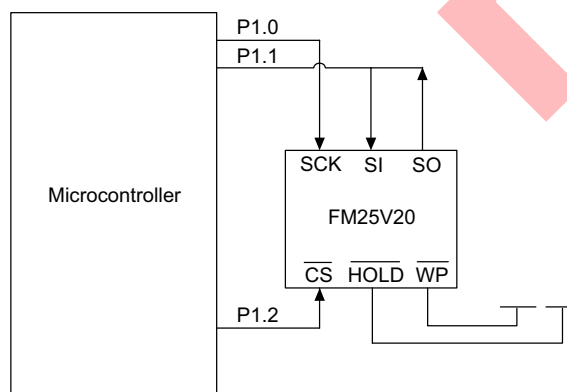 P1.0
P1.1
SCK SI SO
Microcontroller
FM25V20
CS HOLD WP
P1.2